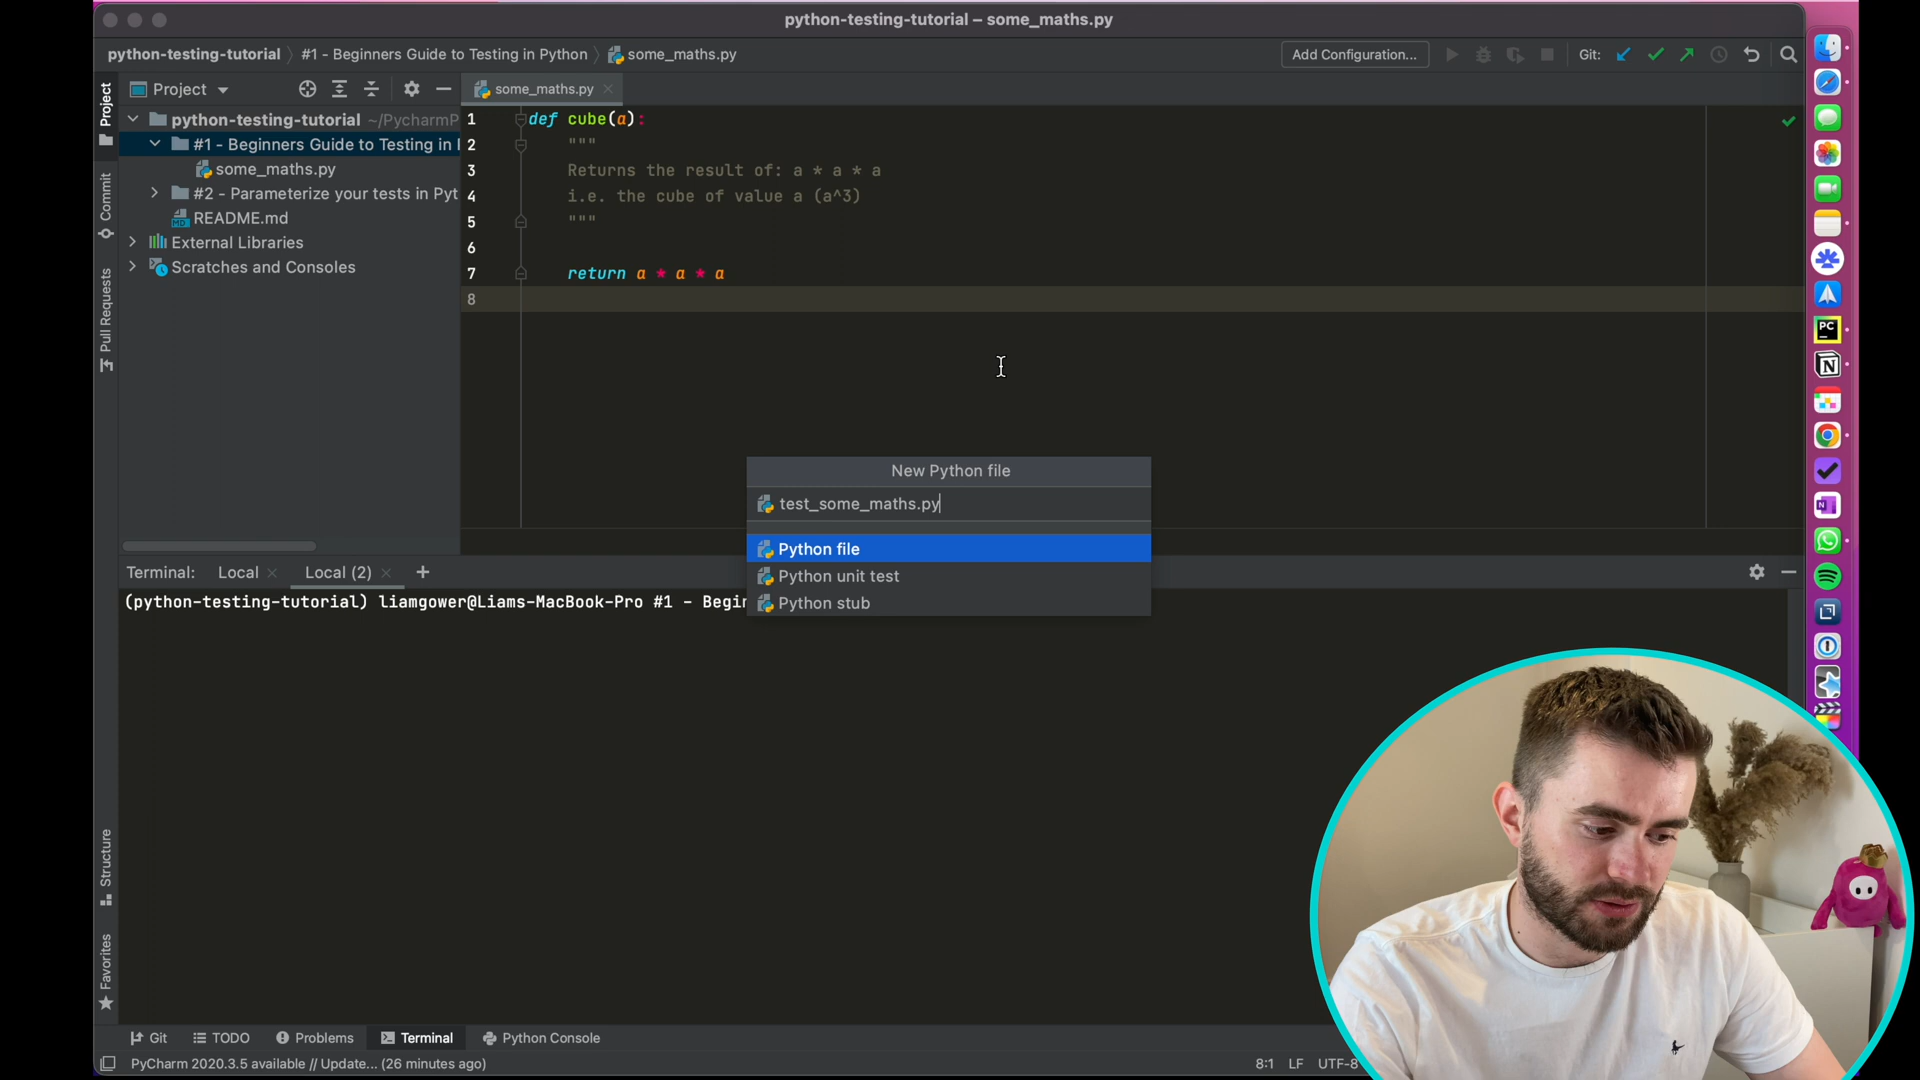 python-testing-tutorial – some_maths.py
python-testing-tutorial
#1 - Beginners Guide to Testing in Python
some_maths.py
Add Configuration...
Git:
Project
Project
some_maths.py
python-testing-tutorial ~/PycharmP
#1 - Beginners Guide to Testing in
some_maths.py
#2 - Parameterize your tests in Pyt
README.md
External Libraries
Scratches and Consoles
Commit
Pull Requests
1 def cube(a):
2 """
3 Returns the result of: a * a * a
4 i.e. the cube of value a (a^3)
5 """
6
7 return a * a * a
8
New Python file
test_some_maths.py
Python file
Python unit test
Python stub
Terminal: Local Local (2)
(python-testing-tutorial) liamgower@Liams-MacBook-Pro #1 - Begin
Structure
Favorites
PC
Git TODO Problems Terminal Python Console
PyCharm 2020.3.5 available // Update... (26 minutes ago)
8:1 LF UTF-8